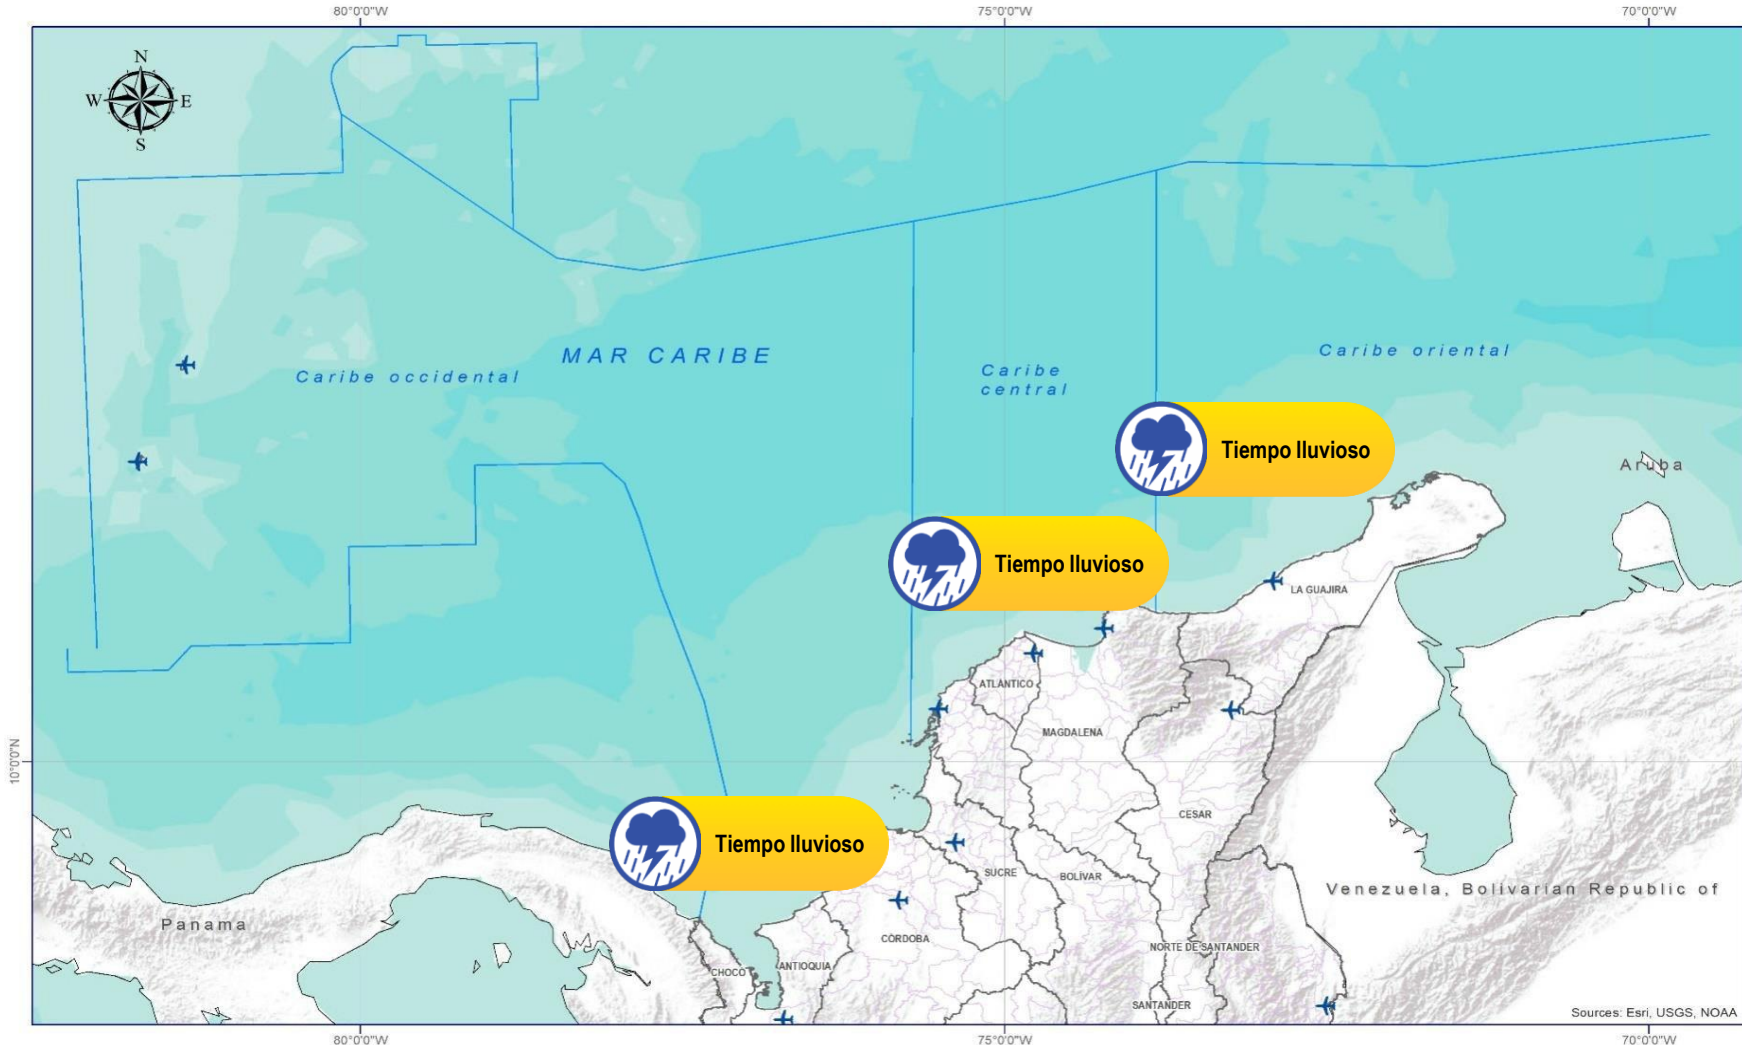 80°0'0"W
75°0'0"W
70°0'0"W
N
W
E
S
MAR CARIBE
Caribe oriental
Caribe occidental
Caribe
central
Tiempo lluvioso
Aruba
Tiempo lluvioso
LA GUAJIRA
ATLÁNTICO
MAGDALENA
10°0'0"N
CESAR
Tiempo lluvioso
SUCRE
BOLÍVAR
Venezuela, Bolivarian Republic of
Panama
CÓRDOBA
NORTE DE SANTANDER
CHOCÓ
ANTIOQUIA
SANTANDER
Sources: Esri, USGS, NOAA
80°0'0"W
75°0'0"W
70°0'0"W